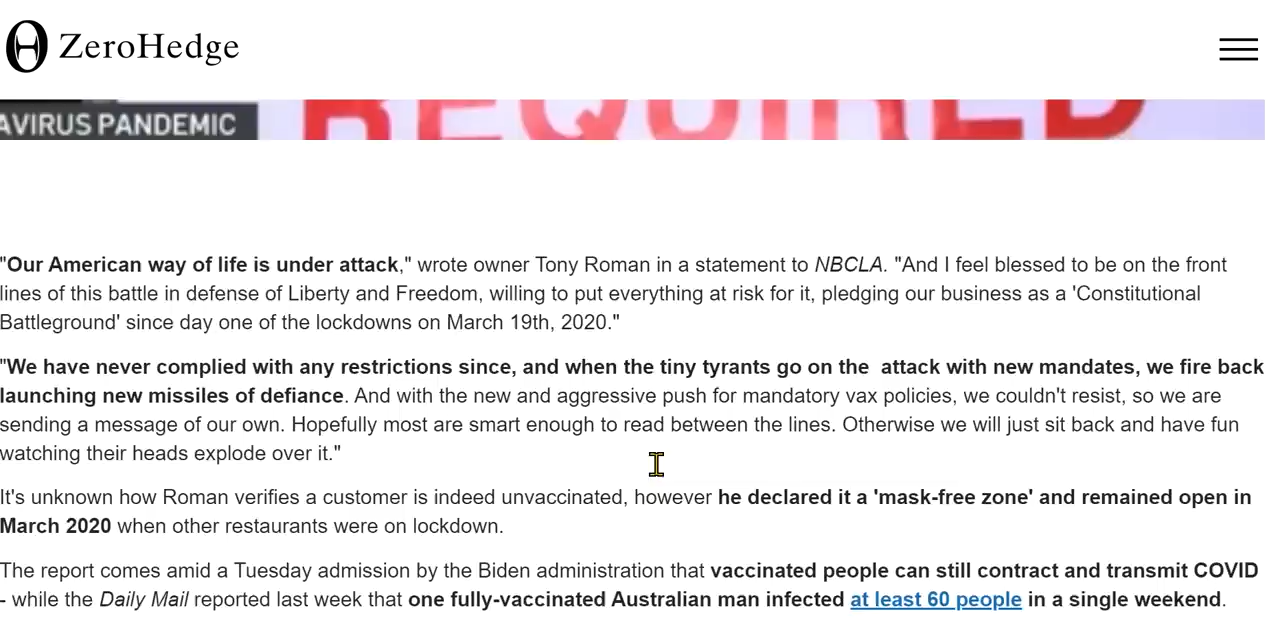 ZeroHedge
AVIRUS PANDEMIC
REQUIRED
"Our American way of life is under attack," wrote owner Tony Roman in a statement to NBCLA. "And I feel blessed to be on the front
lines of this battle in defense of Liberty and Freedom, willing to put everything at risk for it, pledging our business as a 'Constitutional
Battleground' since day one of the lockdowns on March 19th, 2020."
"We have never complied with any restrictions since, and when the tiny tyrants go on the  attack with new mandates, we fire back
launching new missiles of defiance. And with the new and aggressive push for mandatory vax policies, we couldn't resist, so we are
sending a message of our own. Hopefully most are smart enough to read between the lines. Otherwise we will just sit back and have fun
watching their heads explode over it."
It's unknown how Roman verifies a customer is indeed unvaccinated, however he declared it a 'mask-free zone' and remained open in
March 2020 when other restaurants were on lockdown.
The report comes amid a Tuesday admission by the Biden administration that vaccinated people can still contract and transmit COVID
- while the Daily Mail reported last week that one fully-vaccinated Australian man infected at least 60 people in a single weekend.